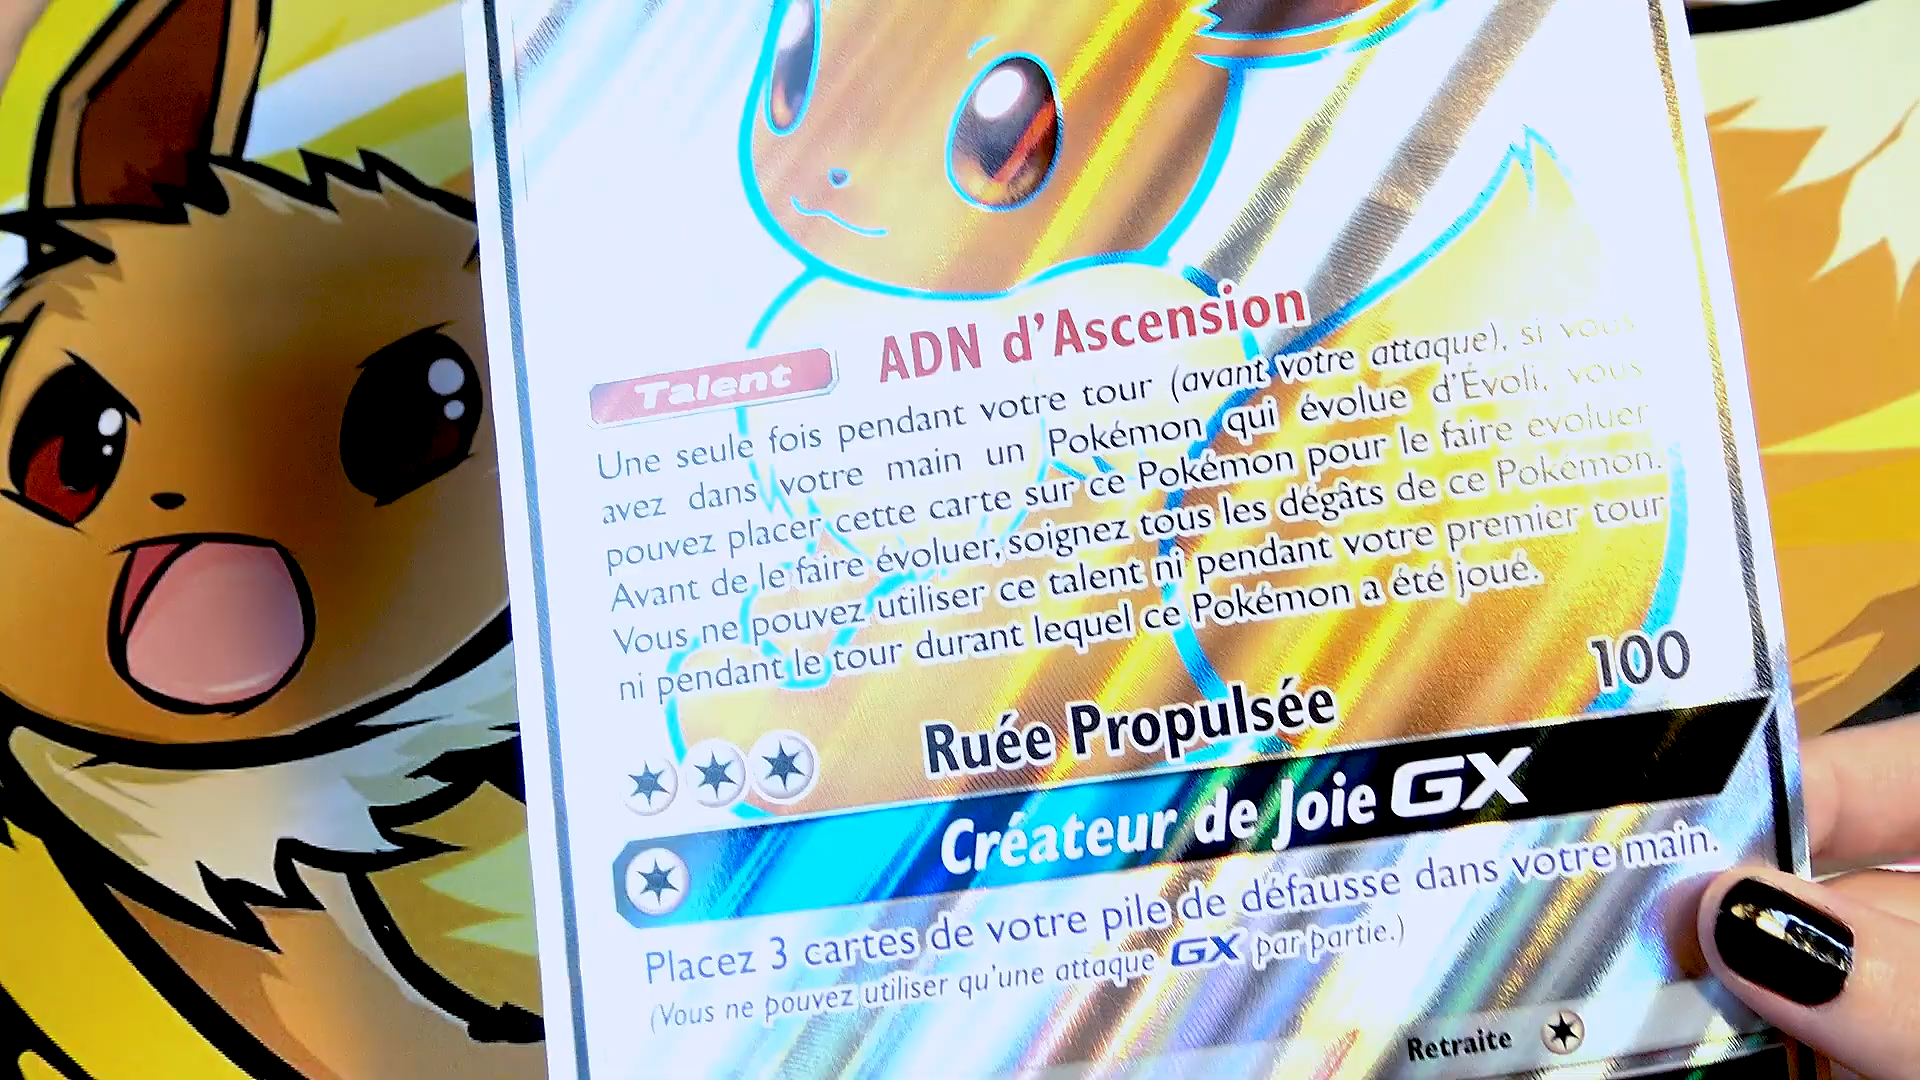 Talent ADN d'Ascension
Une seule fois pendant votre tour (avant votre attaque), si vous
avez dans votre main un Pokémon qui évolue d'Évoli, vous
pouvez placer cette carte sur ce Pokémon pour le faire évoluer
Avant de le faire évoluer, soignez tous les dégâts de ce Pokémon.
Vous ne pouvez utiliser ce talent ni pendant votre premier tour
ni pendant le tour durant lequel ce Pokémon a été joué.
Ruée Propulsée 100
Créateur de Joie GX
Placez 3 cartes de votre pile de défausse dans votre main.
(Vous ne pouvez utiliser qu'une attaque GX par partie.)
Retraite